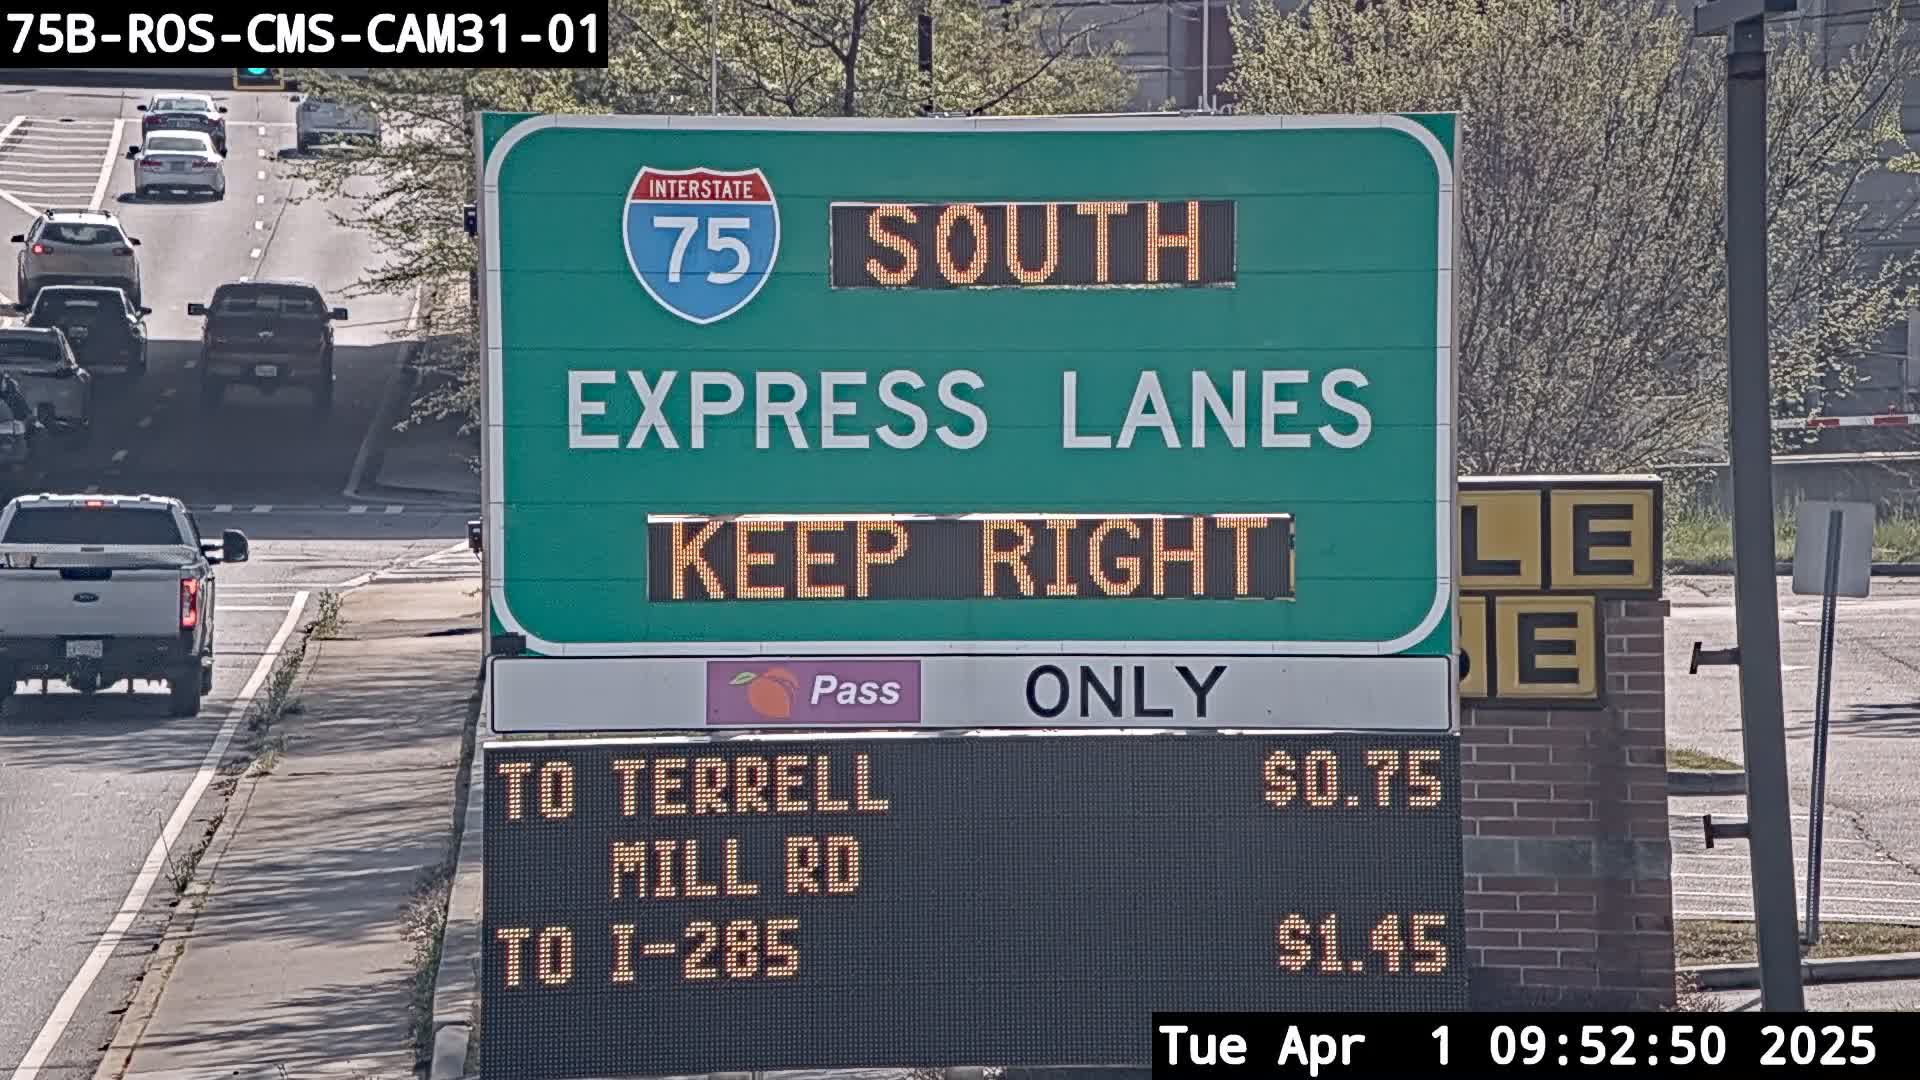 75B-ROS-CMS-CAM31-01
INTERSTATE
75
SOUTH
EXPRESS LANES
KEEP RIGHT
LE
E
Pass ONLY
TO TERRELL $0.75
MILL RD
TO I-285 $1.45
Tue Apr 1 09:52:50 2025